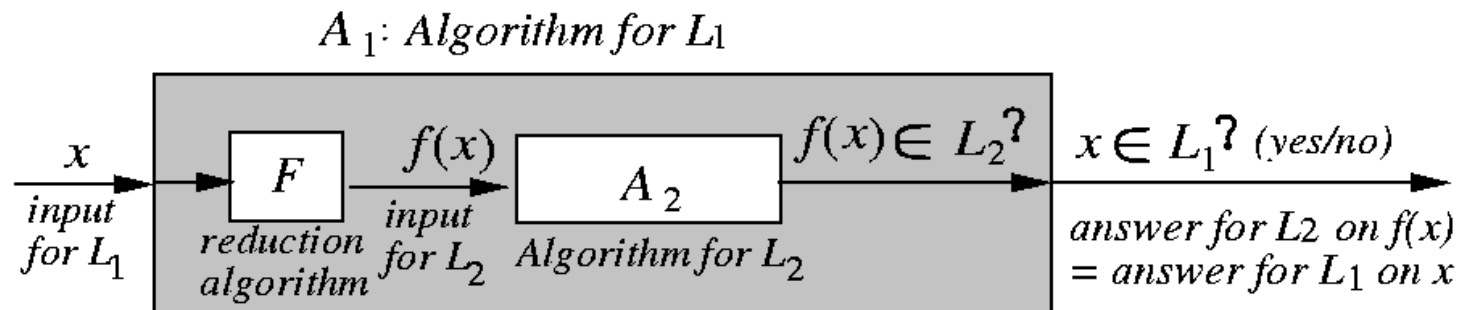 A₁: Algorithm for L₁
x
input
for L₁
F
reduction
algorithm
f(x)
input
for L₂
A₂
Algorithm for L₂
f(x) ∈ L₂?
x ∈ L₁? (yes/no)
answer for L2 on f(x)
= answer for L₁ on x